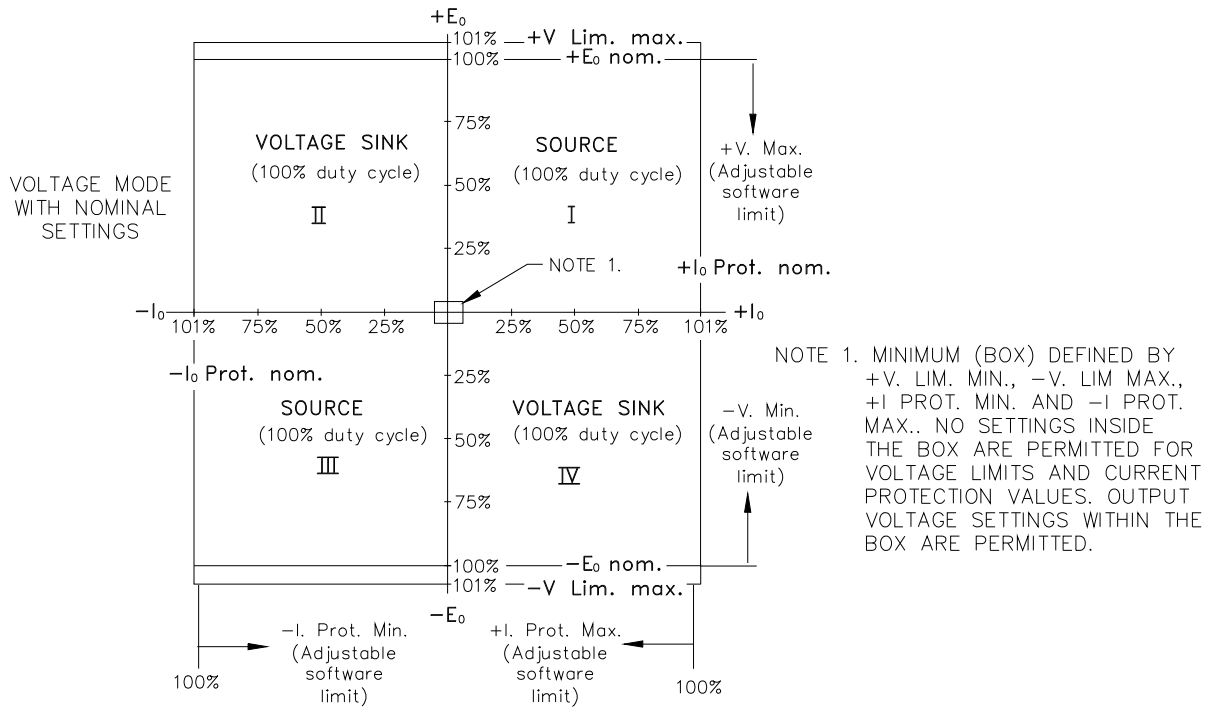 +E₀
101% +V Lim. max.
100% +E₀ nom.
75%
VOLTAGE SINK
(100% duty cycle)
II
SOURCE
(100% duty cycle)
I
50%
25%
+V. Max.
(Adjustable
software
limit)
VOLTAGE MODE
WITH NOMINAL
SETTINGS
NOTE 1.
+I₀ Prot. nom.
−I₀
+I₀
101% 75% 50% 25% 25% 50% 75% 101%
−I₀ Prot. nom.
25%
SOURCE
(100% duty cycle)
III
VOLTAGE SINK
(100% duty cycle)
IV
50%
75%
−V. Min.
(Adjustable
software
limit)
NOTE 1. MINIMUM (BOX) DEFINED BY
+V. LIM. MIN., −V. LIM MAX.,
+I PROT. MIN. AND −I PROT.
MAX.. NO SETTINGS INSIDE
THE BOX ARE PERMITTED FOR
VOLTAGE LIMITS AND CURRENT
PROTECTION VALUES. OUTPUT
VOLTAGE SETTINGS WITHIN THE
BOX ARE PERMITTED.
100% −E₀ nom.
101% −V Lim. max.
−E₀
−I. Prot. Min.
(Adjustable
software
limit)
+I. Prot. Max.
(Adjustable
software
limit)
100%
100%